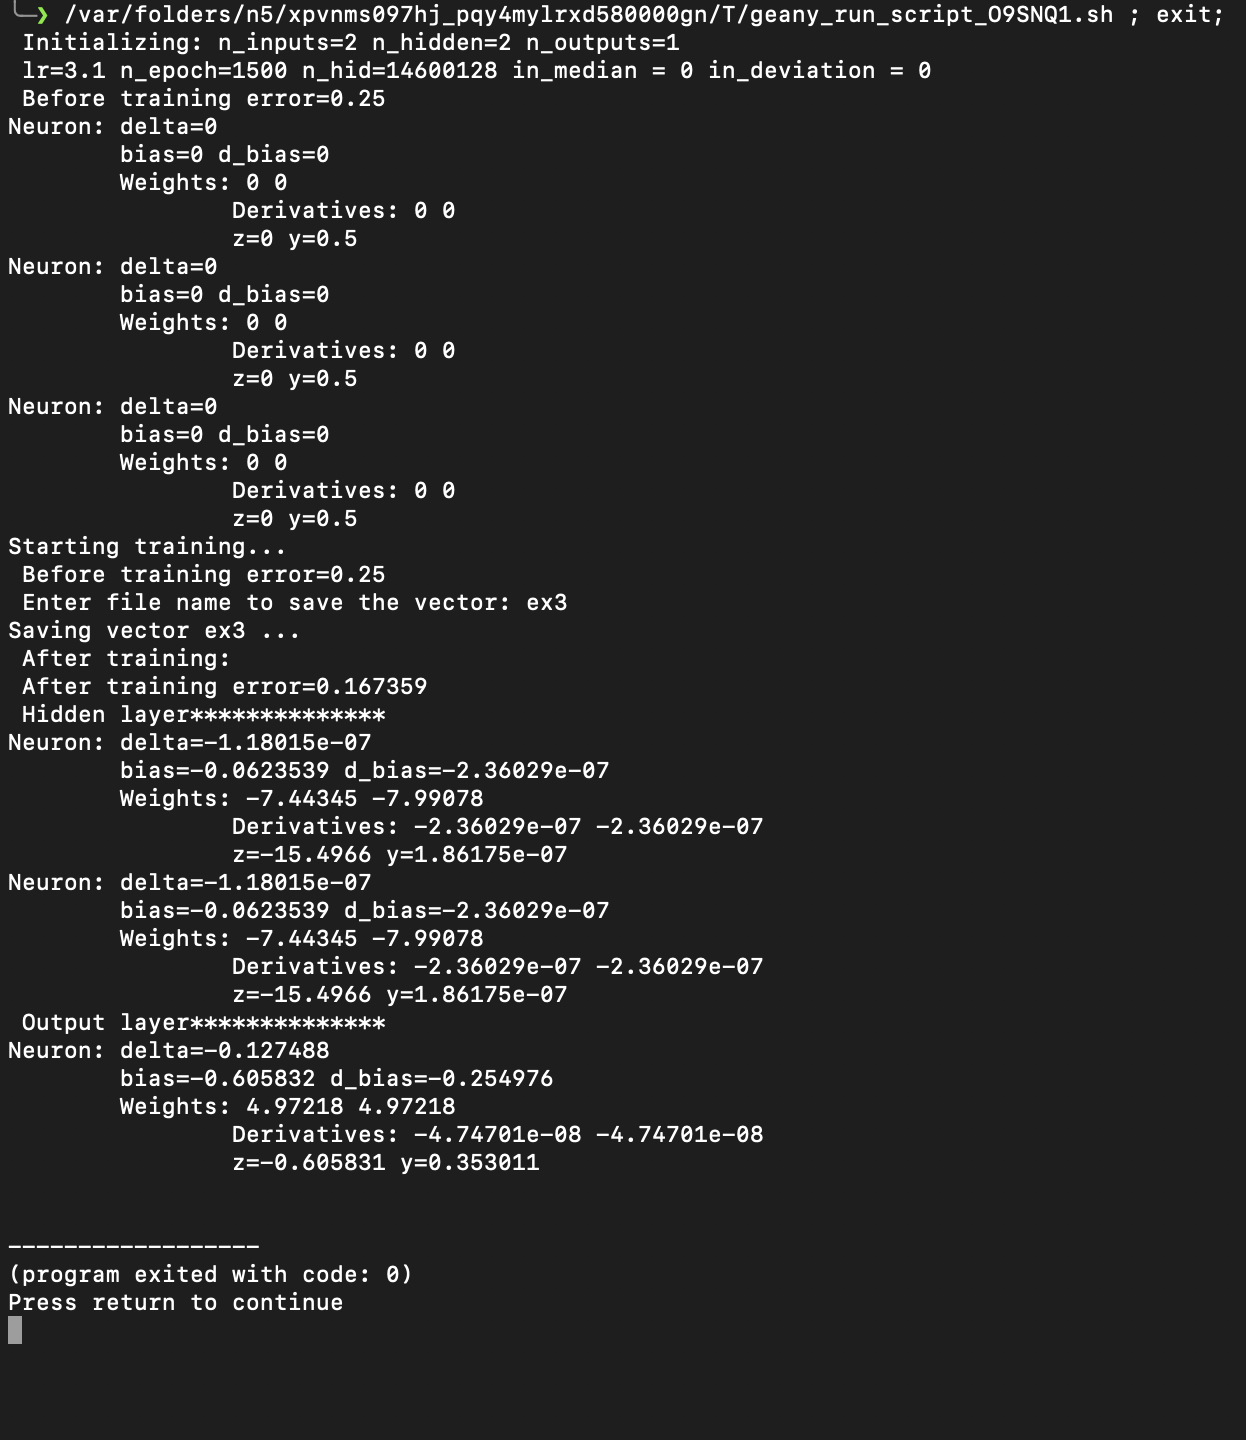 ❯ /var/folders/n5/xpvnms097hj_pqy4mylrxd580000gn/T/geany_run_script_O9SNQ1.sh ; exit;
Initializing: n_inputs=2 n_hidden=2 n_outputs=1
lr=3.1 n_epoch=1500 n_hid=14600128 in_median = 0 in_deviation = 0
Before training error=0.25
Neuron: delta=0
bias=0 d_bias=0
Weights: 0 0
Derivatives: 0 0
z=0 y=0.5
Neuron: delta=0
bias=0 d_bias=0
Weights: 0 0
Derivatives: 0 0
z=0 y=0.5
Neuron: delta=0
bias=0 d_bias=0
Weights: 0 0
Derivatives: 0 0
z=0 y=0.5
Starting training...
Before training error=0.25
Enter file name to save the vector: ex3
Saving vector ex3 ...
After training:
After training error=0.167359
Hidden layer**************
Neuron: delta=-1.18015e-07
bias=-0.0623539 d_bias=-2.36029e-07
Weights: -7.44345 -7.99078
Derivatives: -2.36029e-07 -2.36029e-07
z=-15.4966 y=1.86175e-07
Neuron: delta=-1.18015e-07
bias=-0.0623539 d_bias=-2.36029e-07
Weights: -7.44345 -7.99078
Derivatives: -2.36029e-07 -2.36029e-07
z=-15.4966 y=1.86175e-07
Output layer**************
Neuron: delta=-0.127488
bias=-0.605832 d_bias=-0.254976
Weights: 4.97218 4.97218
Derivatives: -4.74701e-08 -4.74701e-08
z=-0.605831 y=0.353011
------------------
(program exited with code: 0)
Press return to continue